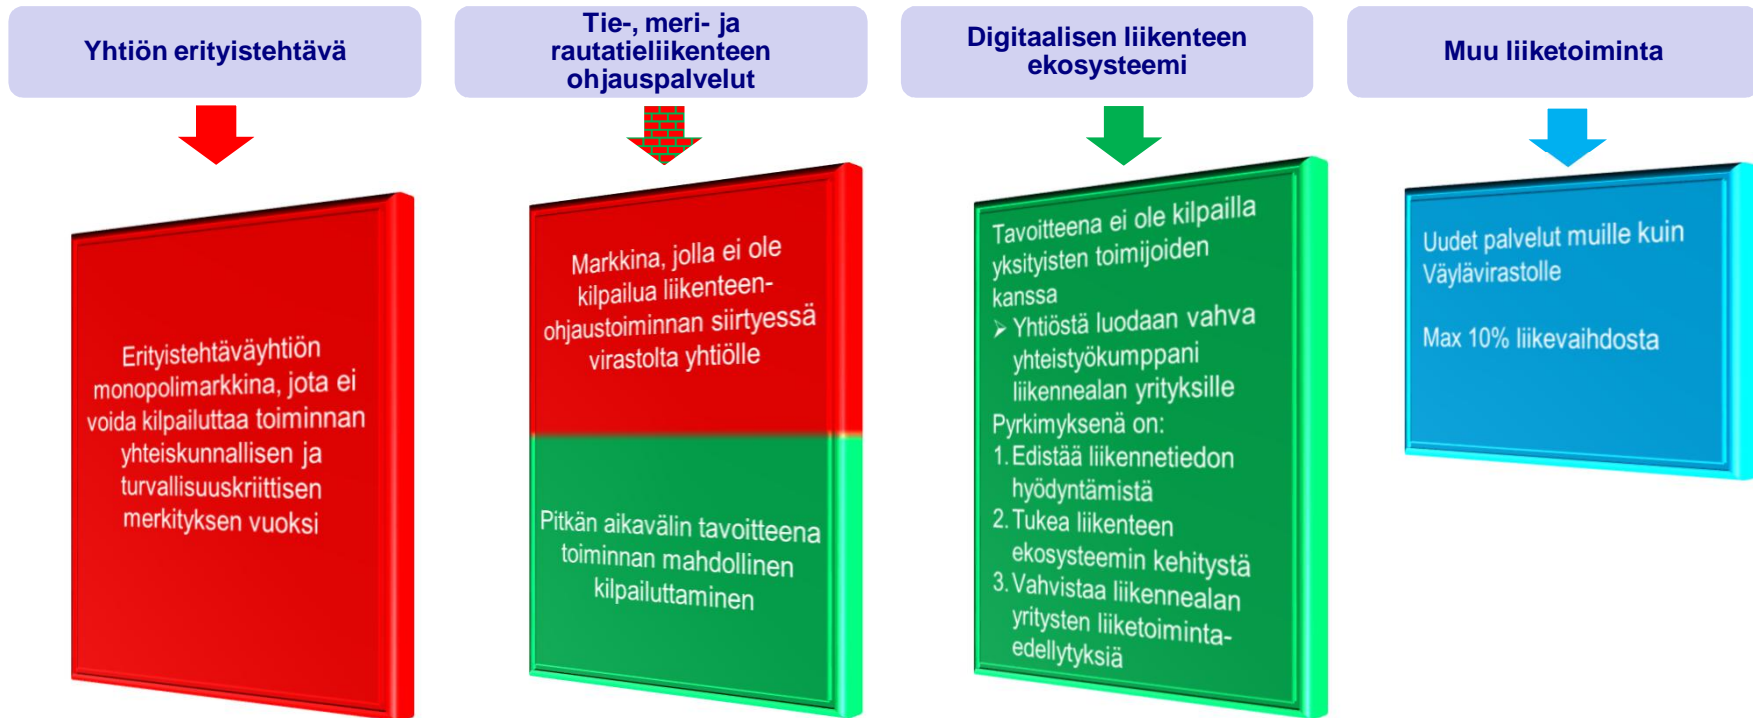 Yhtiön erityistehtävä
Tie-, meri- ja
rautatieliikenteen
ohjauspalvelut
Digitaalisen liikenteen
ekosysteemi
Muu liiketoiminta
Erityistehtäväyhtiön
monopolimarkkina, jota ei
voida kilpailuttaa toiminnan
yhteiskunnallisen ja
turvallisuuskriittisen
merkityksen vuoksi
Markkina, jolla ei ole
kilpailua liikenteen-
ohjaustoiminnan siirtyessä
virastolta yhtiölle
Pitkän aikavälin tavoitteena
toiminnan mahdollinen
kilpailuttaminen
Tavoitteena ei ole kilpailla
yksityisten toimijoiden
kanssa
➢ Yhtiöstä luodaan vahva
yhteistyökumppani
liikennealan yrityksille
Pyrkimyksenä on:
1. Edistää liikennetiedon
hyödyntämistä
2. Tukea liikenteen
ekosysteemin kehitystä
3. Vahvistaa liikennealan
yritysten liiketoiminta-
edellytyksiä
Uudet palvelut muille kuin
Väylävirastolle
Max 10% liikevaihdosta